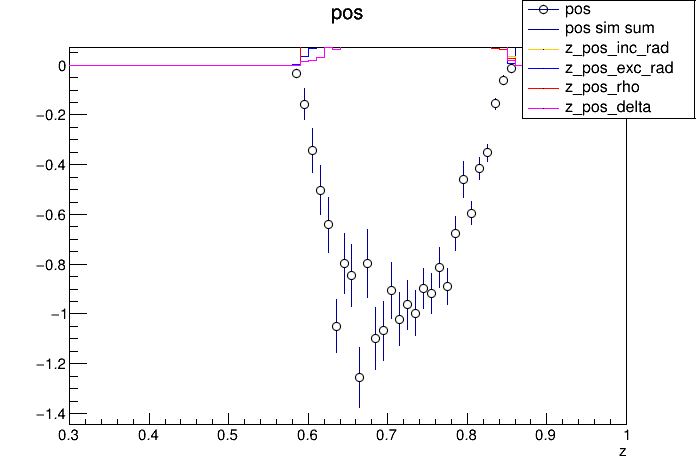 pos
pos
pos sim sum
z_pos_inc_rad
z_pos_exc_rad
z_pos_rho
z_pos_delta
0
−0.2
−0.4
−0.6
−0.8
−1
−1.2
−1.4
0.3 0.4 0.5 0.6 0.7 0.8 0.9 1
z